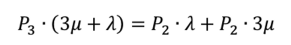 P₃ · (3μ + λ) = P₂ · λ + P₂ · 3μ